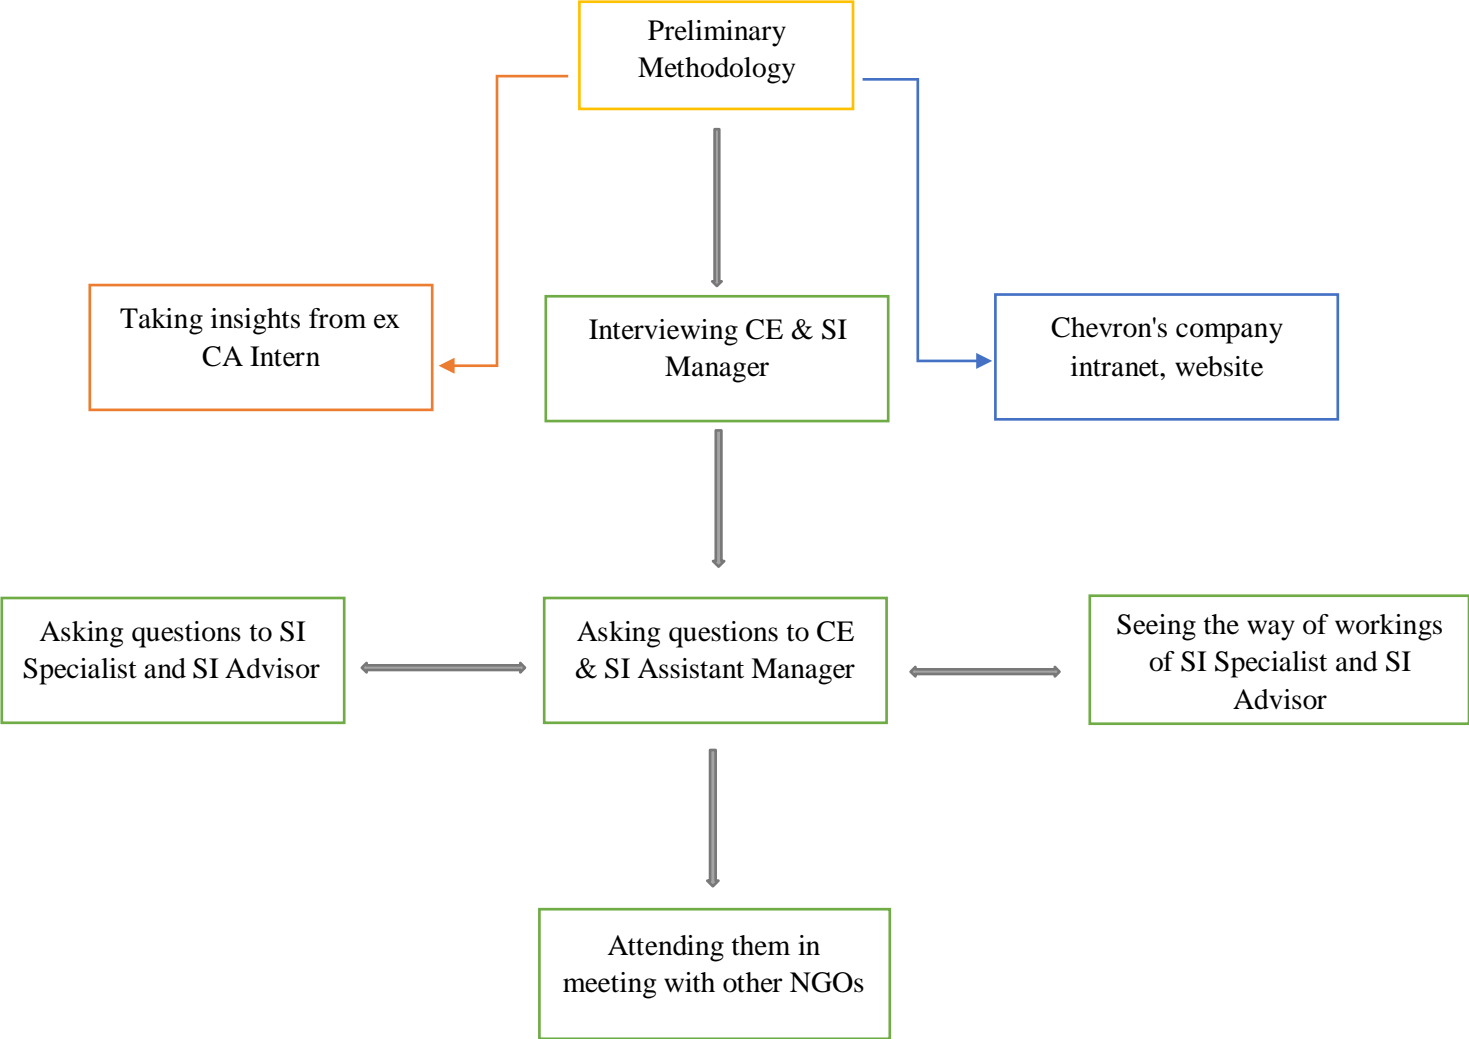 Preliminary
Methodology
Taking insights from ex
CA Intern
Interviewing CE & SI
Manager
Chevron's company
intranet, website
Asking questions to SI
Specialist and SI Advisor
Asking questions to CE
& SI Assistant Manager
Seeing the way of workings
of SI Specialist and SI
Advisor
Attending them in
meeting with other NGOs